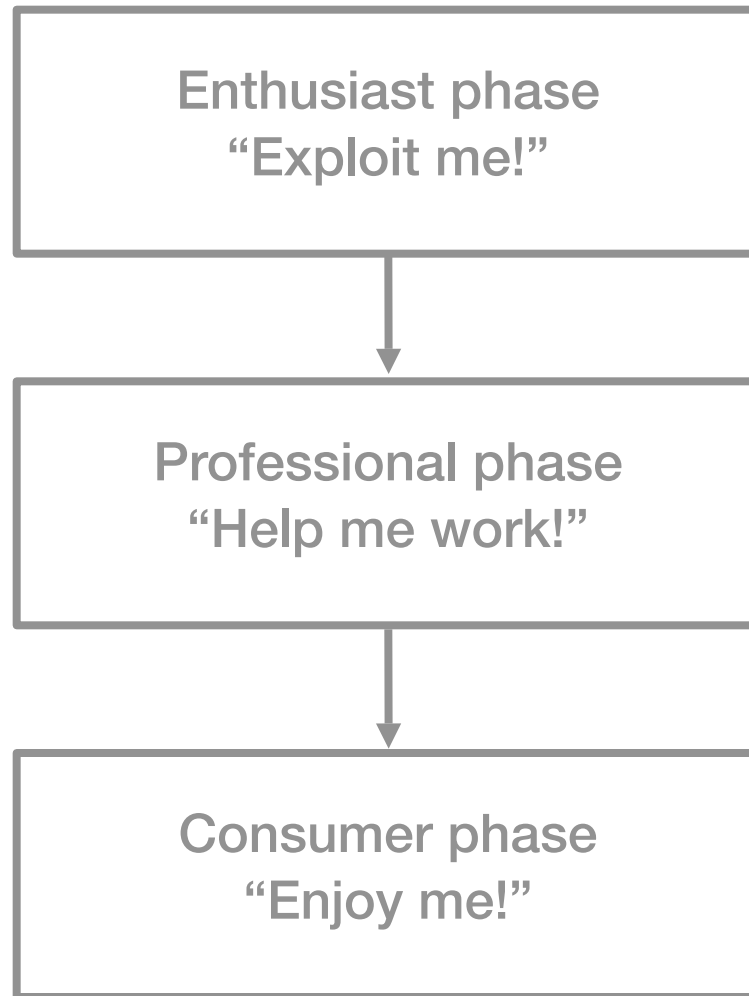 Enthusiast phase
“Exploit me!”
Professional phase
“Help me work!”
Consumer phase
“Enjoy me!”